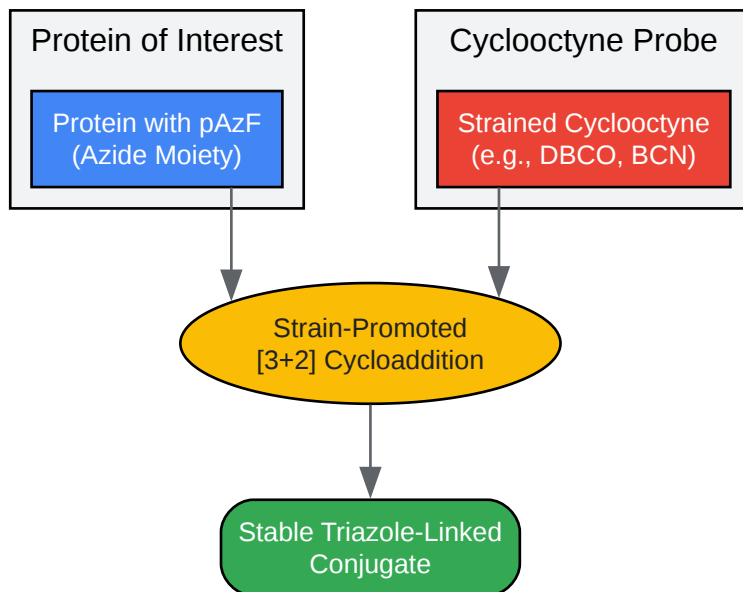 Protein of Interest
Protein with pAzF
(Azide Moiety)
Cyclooctyne Probe
Strained Cyclooctyne
(e.g., DBCO, BCN)
Strain-Promoted
[3+2] Cycloaddition
Stable Triazole-Linked
Conjugate